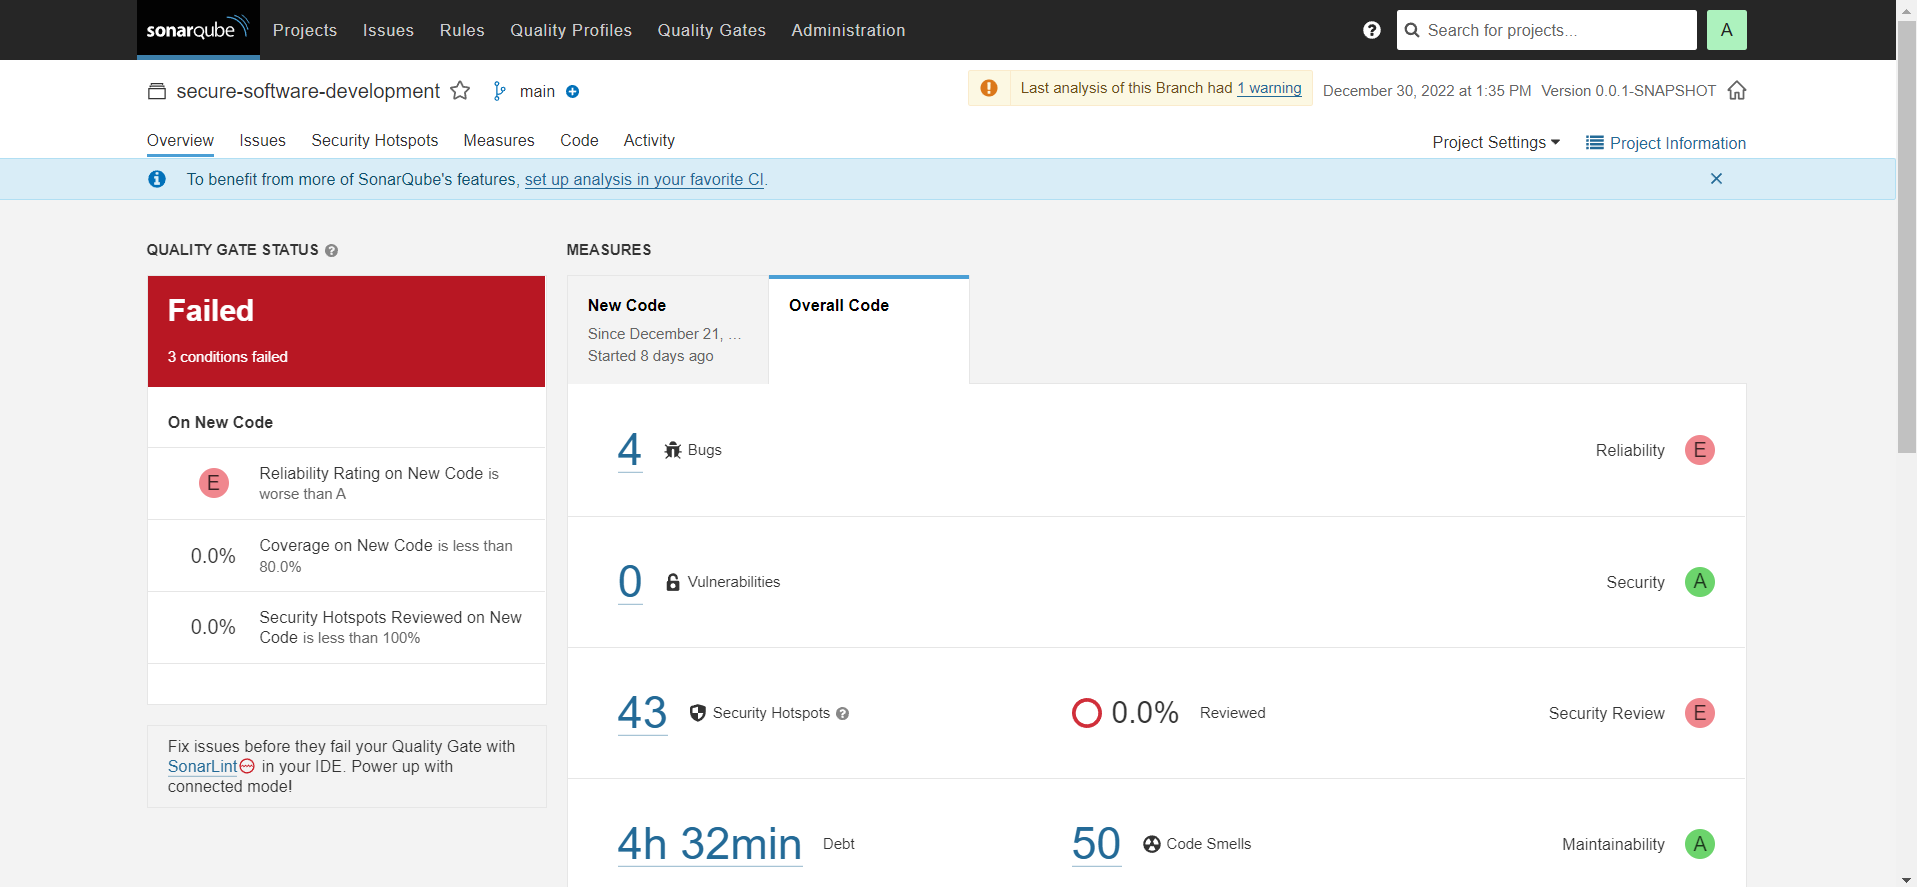 sonarqube Projects Issues Rules Quality Profiles Quality Gates Administration Search for projects... A
secure-software-development main Last analysis of this Branch had 1 warning December 30, 2022 at 1:35 PM Version 0.0.1-SNAPSHOT
Overview Issues Security Hotspots Measures Code Activity Project Settings Project Information
To benefit from more of SonarQube's features, set up analysis in your favorite CI.
QUALITY GATE STATUS
Failed
3 conditions failed
On New Code
E Reliability Rating on New Code is
worse than A
0.0% Coverage on New Code is less than
80.0%
0.0% Security Hotspots Reviewed on New
Code is less than 100%
Fix issues before they fail your Quality Gate with
SonarLint in your IDE. Power up with
connected mode!
MEASURES
New Code
Since December 21, ...
Started 8 days ago
Overall Code
4 Bugs Reliability E
0 Vulnerabilities Security A
43 Security Hotspots 0.0% Reviewed Security Review E
4h 32min Debt 50 Code Smells Maintainability A